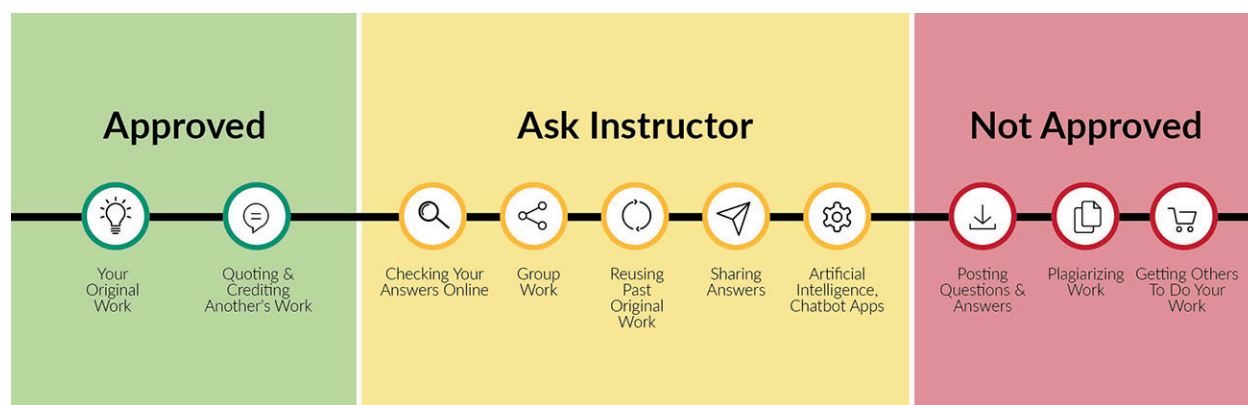 Approved
Ask Instructor
Not Approved
Your
Original
Work
Quoting &
Crediting
Another's Work
Checking Your
Answers Online
Group
Work
Reusing
Past
Original
Work
Sharing
Answers
Artificial
Intelligence,
Chatbot Apps
Posting
Questions &
Answers
Plagiarizing
Work
Getting Others
To Do Your
Work